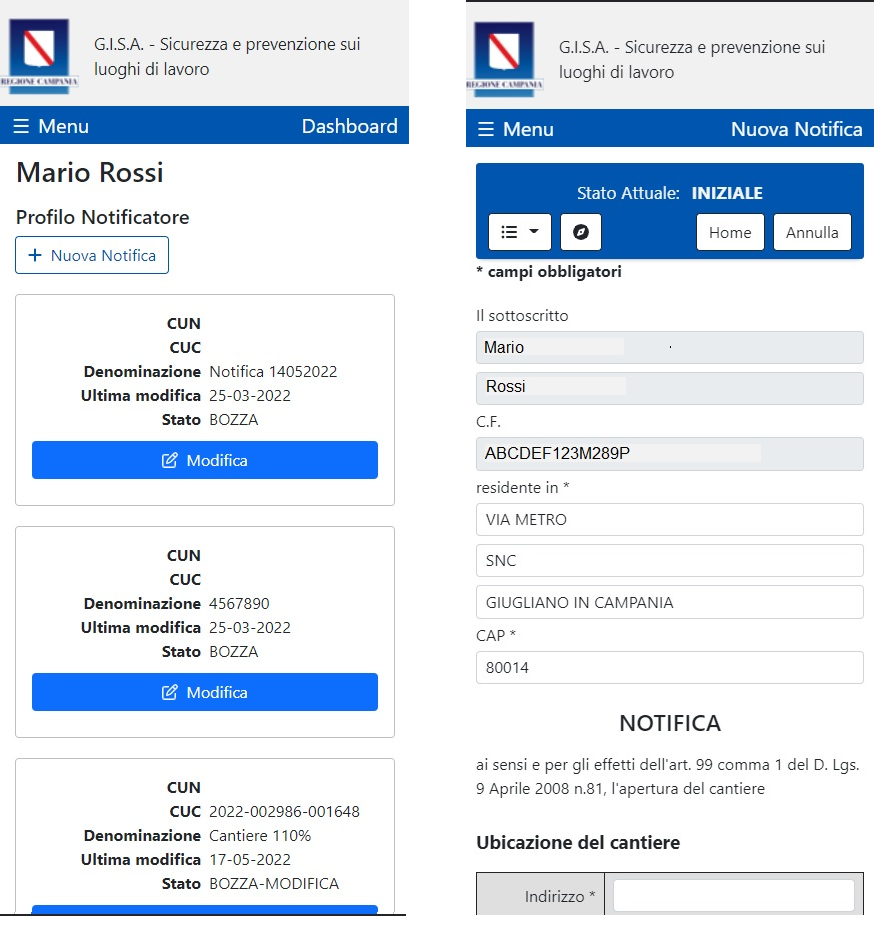 REGIONE CAMPANIA
G.I.S.A. - Sicurezza e prevenzione sui
luoghi di lavoro
☰ Menu Dashboard
Mario Rossi
Profilo Notificatore
+ Nuova Notifica
CUN
CUC
Denominazione Notifica 14052022
Ultima modifica 25-03-2022
Stato BOZZA
Modifica
CUN
CUC
Denominazione 4567890
Ultima modifica 25-03-2022
Stato BOZZA
Modifica
CUN
CUC 2022-002986-001648
Denominazione Cantiere 110%
Ultima modifica 17-05-2022
Stato BOZZA-MODIFICA
REGIONE CAMPANIA
G.I.S.A. - Sicurezza e prevenzione sui
luoghi di lavoro
☰ Menu Nuova Notifica
Stato Attuale: INIZIALE
Home Annulla
* campi obbligatori
Il sottoscritto
Mario
Rossi
C.F.
ABCDEF123M289P
residente in *
VIA METRO
SNC
GIUGLIANO IN CAMPANIA
CAP *
80014
NOTIFICA
ai sensi e per gli effetti dell'art. 99 comma 1 del D. Lgs.
9 Aprile 2008 n.81, l'apertura del cantiere
Ubicazione del cantiere
Indirizzo *